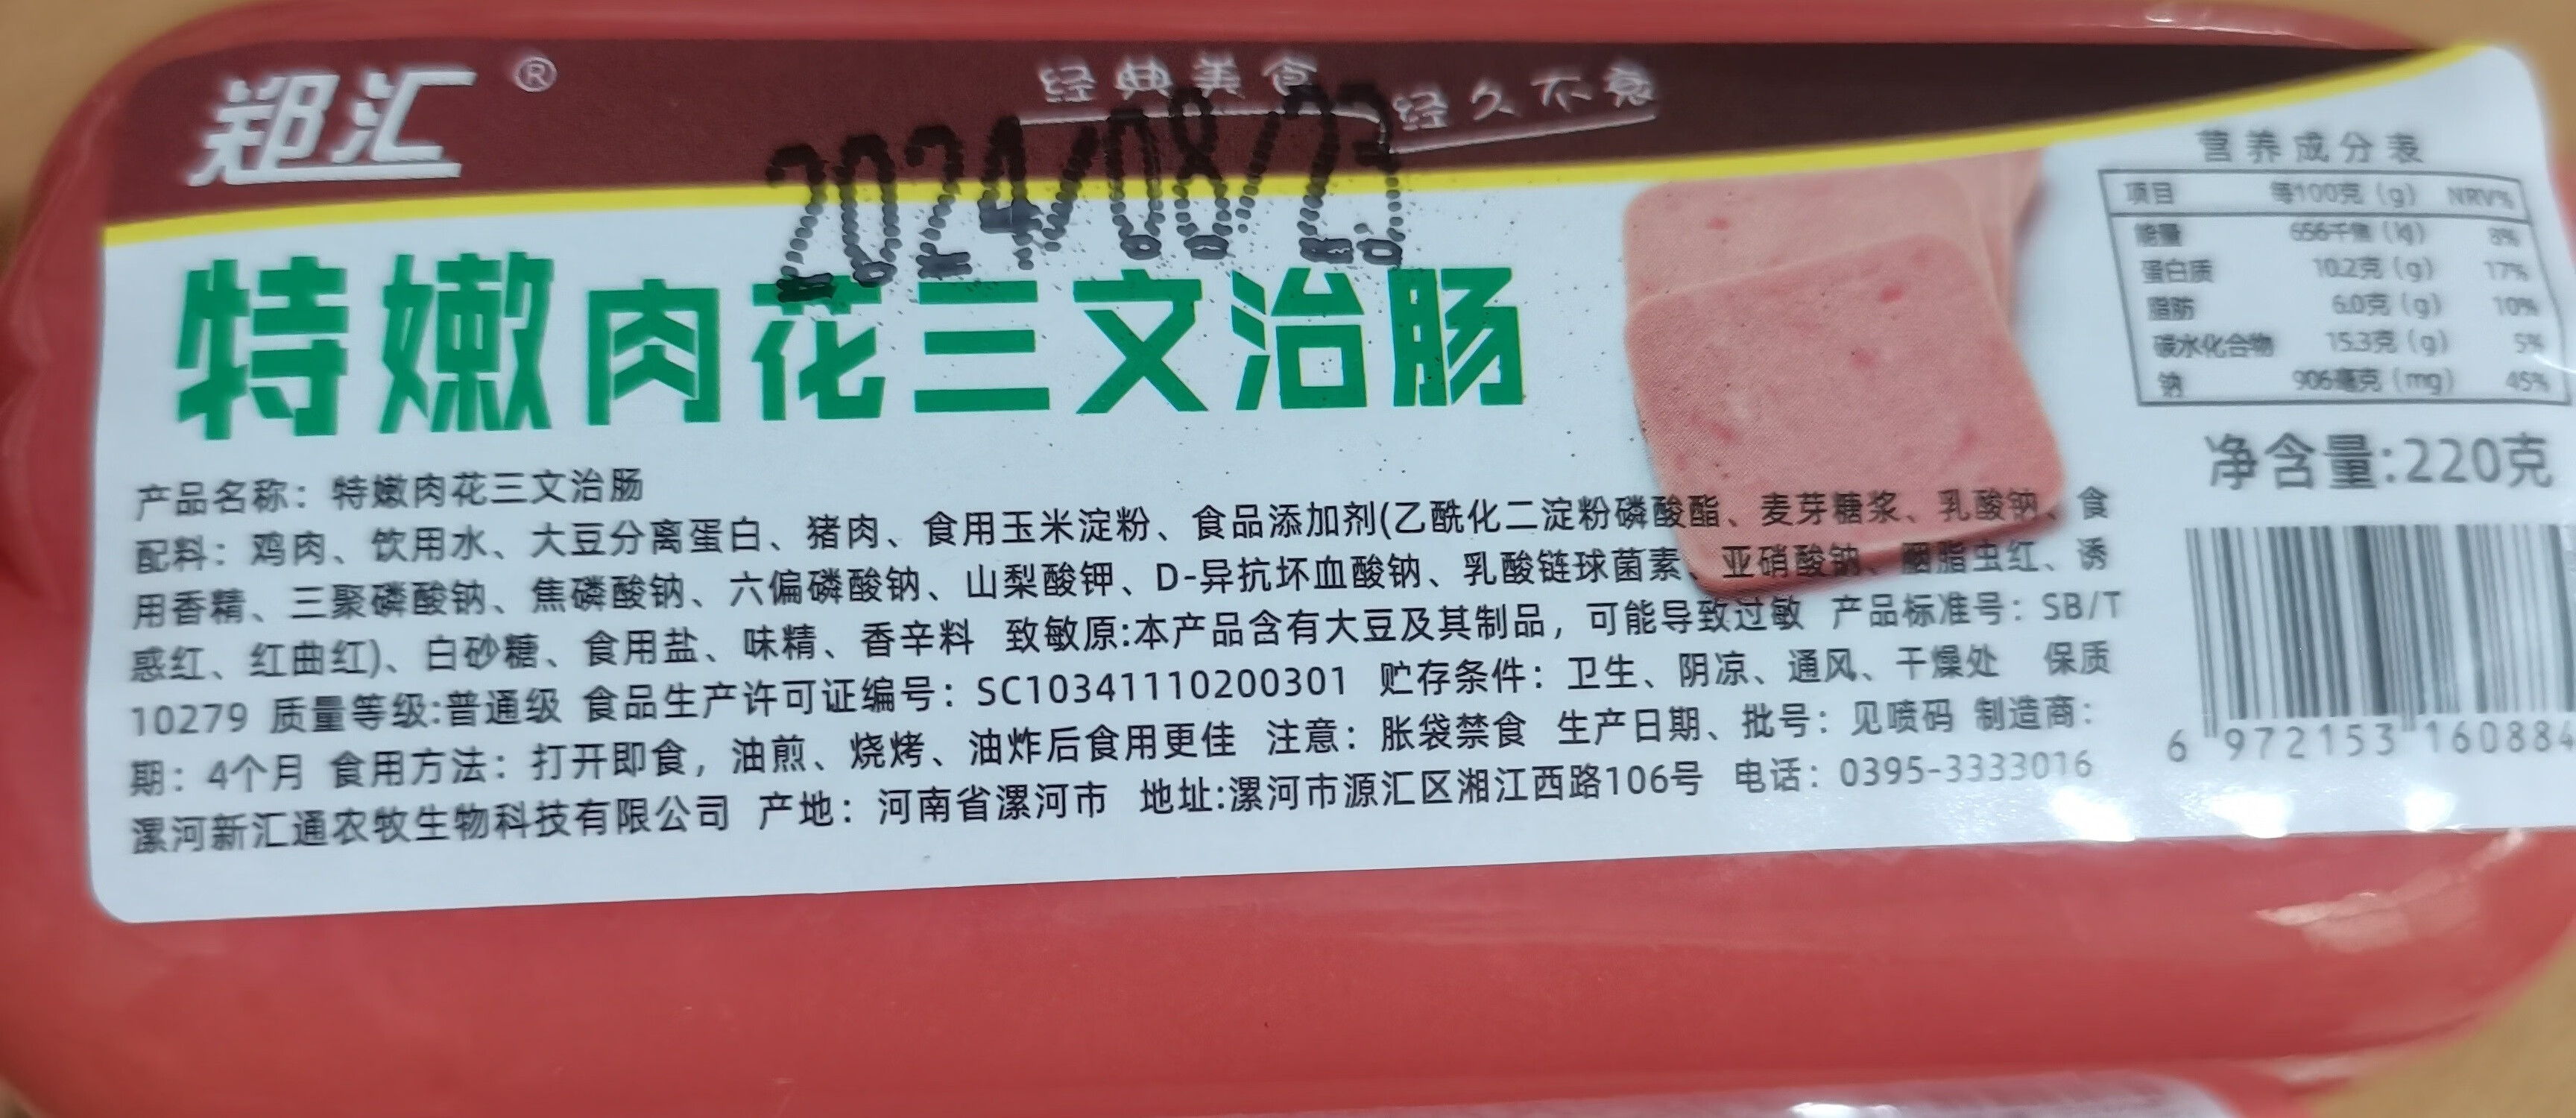 郑汇®
经典美食 经久不衰
2024/08/23
特嫩肉花三文治肠
产品名称：特嫩肉花三文治肠
配料：鸡肉、饮用水、大豆分离蛋白、猪肉、食用玉米淀粉、食品添加剂(乙酰化二淀粉磷酸酯、麦芽糖浆、乳酸钠、食
用香精、三聚磷酸钠、焦磷酸钠、六偏磷酸钠、山梨酸钾、D-异抗坏血酸钠、乳酸链球菌素、亚硝酸钠、胭脂虫红、诱
惑红、红曲红)、白砂糖、食用盐、味精、香辛料 致敏原:本产品含有大豆及其制品，可能导致过敏 产品标准号：SB/T
10279 质量等级:普通级 食品生产许可证编号：SC10341110200301 贮存条件：卫生、阴凉、通风、干燥处 保质
期：4个月 食用方法：打开即食，油煎、烧烤、油炸后食用更佳 注意：胀袋禁食 生产日期、批号：见喷码 制造商：
漯河新汇通农牧生物科技有限公司 产地：河南省漯河市 地址:漯河市源汇区湘江西路106号 电话：0395-3333016
营养成分表
项目 每100克（g） NRV%
能量 656千焦（kJ） 8%
蛋白质 10.2克（g） 17%
脂肪 6.0克（g） 10%
碳水化合物 15.3克（g） 5%
钠 906毫克（mg） 45%
净含量:220克
6 972153 160884